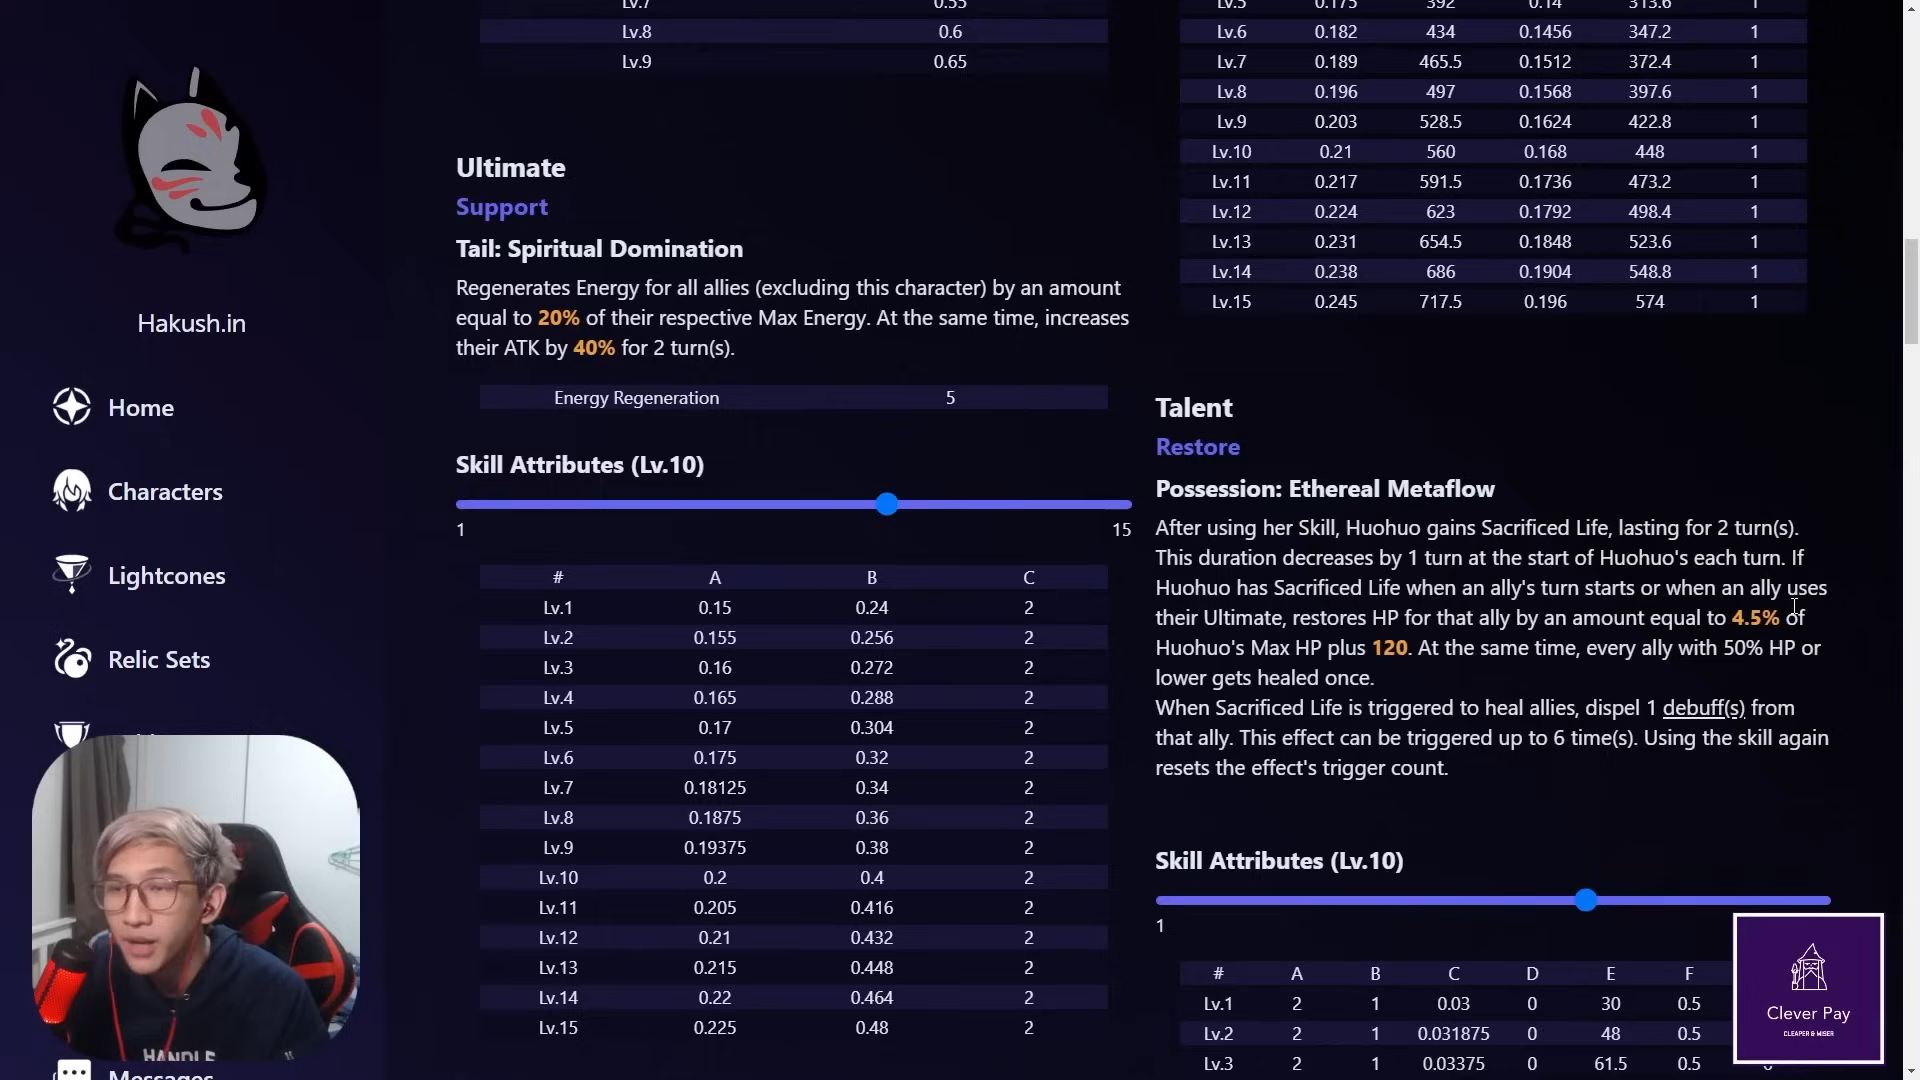 Hakush.in
Home
Characters
Lightcones
Relic Sets
Messages
HANDLE
Lv.7 0.55
Lv.8 0.6
Lv.9 0.65
Ultimate
Support
Tail: Spiritual Domination
Regenerates Energy for all allies (excluding this character) by an amount
equal to 20% of their respective Max Energy. At the same time, increases
their ATK by 40% for 2 turn(s).
Energy Regeneration 5
Skill Attributes (Lv.10)
1 15
# A B C
Lv.1 0.15 0.24 2
Lv.2 0.155 0.256 2
Lv.3 0.16 0.272 2
Lv.4 0.165 0.288 2
Lv.5 0.17 0.304 2
Lv.6 0.175 0.32 2
Lv.7 0.18125 0.34 2
Lv.8 0.1875 0.36 2
Lv.9 0.19375 0.38 2
Lv.10 0.2 0.4 2
Lv.11 0.205 0.416 2
Lv.12 0.21 0.432 2
Lv.13 0.215 0.448 2
Lv.14 0.22 0.464 2
Lv.15 0.225 0.48 2
Lv.5 0.175 392 0.14 313.6 1
Lv.6 0.182 434 0.1456 347.2 1
Lv.7 0.189 465.5 0.1512 372.4 1
Lv.8 0.196 497 0.1568 397.6 1
Lv.9 0.203 528.5 0.1624 422.8 1
Lv.10 0.21 560 0.168 448 1
Lv.11 0.217 591.5 0.1736 473.2 1
Lv.12 0.224 623 0.1792 498.4 1
Lv.13 0.231 654.5 0.1848 523.6 1
Lv.14 0.238 686 0.1904 548.8 1
Lv.15 0.245 717.5 0.196 574 1
Talent
Restore
Possession: Ethereal Metaflow
After using her Skill, Huohuo gains Sacrificed Life, lasting for 2 turn(s).
This duration decreases by 1 turn at the start of Huohuo's each turn. If
Huohuo has Sacrificed Life when an ally's turn starts or when an ally uses
their Ultimate, restores HP for that ally by an amount equal to 4.5% of
Huohuo's Max HP plus 120. At the same time, every ally with 50% HP or
lower gets healed once.
When Sacrificed Life is triggered to heal allies, dispel 1 debuff(s) from
that ally. This effect can be triggered up to 6 time(s). Using the skill again
resets the effect's trigger count.
Skill Attributes (Lv.10)
1
# A B C D E F
Lv.1 2 1 0.03 0 30 0.5
Lv.2 2 1 0.031875 0 48 0.5
Lv.3 2 1 0.03375 0 61.5 0.5
Clever Pay
CLEAPER & MISER